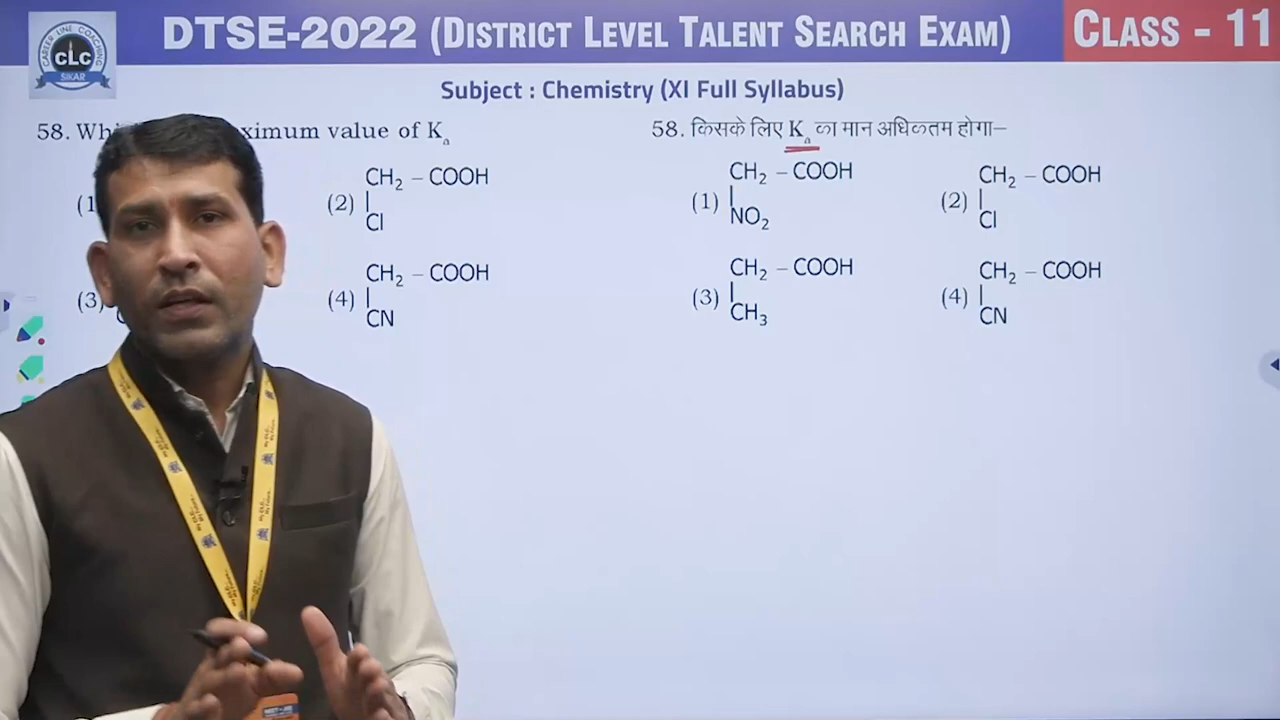 DTSE-2022 (DISTRICT LEVEL TALENT SEARCH EXAM)
CLASS - 11
CAREER LINE COACHING
CLC
SIKAR
Subject : Chemistry (XI Full Syllabus)
58. ximum value of Kₐ
(2) CH₂ – COOH
Cl
(3)
(4) CH₂ – COOH
CN
58. किसके लिए Kₐ का मान अधिकतम होगा–
(1) CH₂ – COOH
NO₂
(2) CH₂ – COOH
Cl
(3) CH₂ – COOH
CH₃
(4) CH₂ – COOH
CN